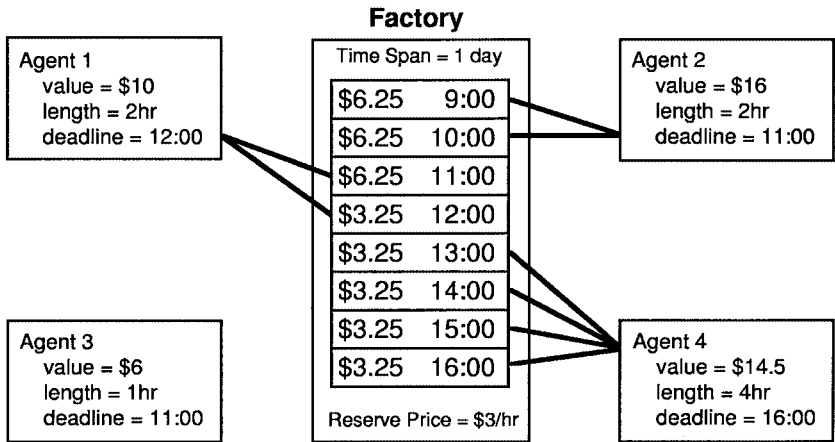 Factory
Agent 1
value = $10
length = 2hr
deadline = 12:00
Time Span = 1 day
$6.25 9:00
$6.25 10:00
$6.25 11:00
$3.25 12:00
$3.25 13:00
$3.25 14:00
$3.25 15:00
$3.25 16:00
Reserve Price = $3/hr
Agent 2
value = $16
length = 2hr
deadline = 11:00
Agent 3
value = $6
length = 1hr
deadline = 11:00
Agent 4
value = $14.5
length = 4hr
deadline = 16:00